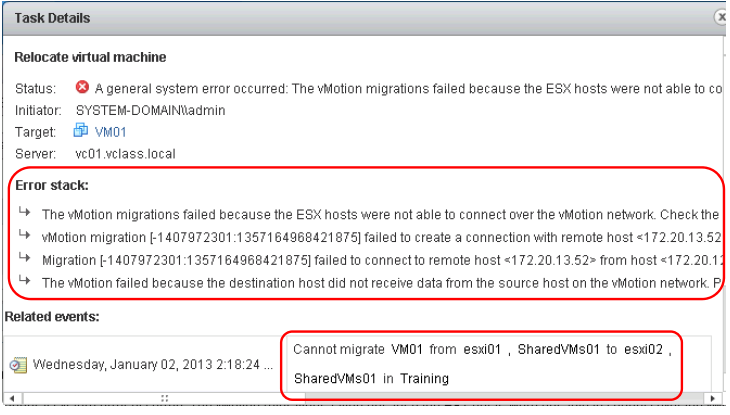 Task Details
Relocate virtual machine
Status: A general system error occurred: The vMotion migrations failed because the ESX hosts were not able to co
Initiator: SYSTEM-DOMAIN\\admin
Target: VM01
Server: vc01.vclass.local
Error stack:
The vMotion migrations failed because the ESX hosts were not able to connect over the vMotion network. Check the
vMotion migration [-1407972301:1357164968421875] failed to create a connection with remote host <172.20.13.52
Migration [-1407972301:1357164968421875] failed to connect to remote host <172.20.13.52> from host <172.20.12
The vMotion failed because the destination host did not receive data from the source host on the vMotion network. P
Related events:
Wednesday, January 02, 2013 2:18:24 ...
Cannot migrate VM01 from esxi01 , SharedVMs01 to esxi02 ,
SharedVMs01 in Training